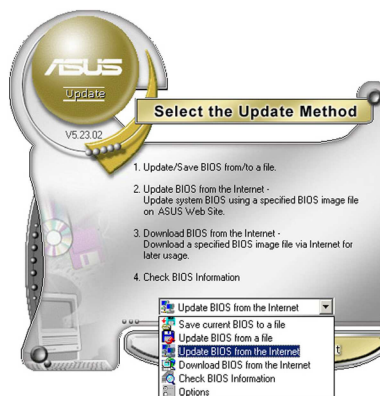 ASUS
Update
V5.23.02
Select the Update Method
1. Update/Save BIOS from/to a file.
2. Update BIOS from the Internet -
Update system BIOS using a specified BIOS image file
on ASUS Web Site.
3. Download BIOS from the Internet -
Download a specified BIOS image file via Internet for
later usage.
4. Check BIOS Information
Update BIOS from the Internet
Save current BIOS to a file
Update BIOS from a file
Update BIOS from the Internet
Download BIOS from the Internet
Check BIOS Information
Options